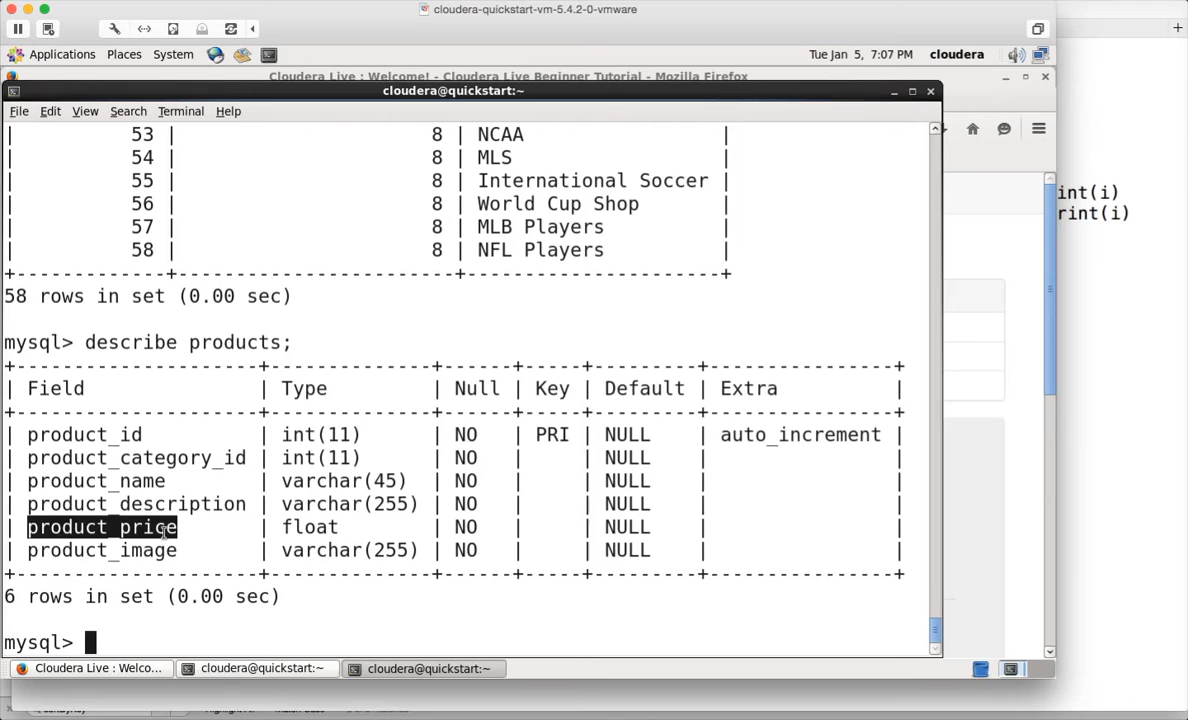 cloudera-quickstart-vm-5.4.2-0-vmware
Applications Places System Tue Jan 5, 7:07 PM cloudera
Cloudera Live : Welcome! - Cloudera Live Beginner Tutorial - Mozilla Firefox
cloudera@quickstart:~
File Edit View Search Terminal Help
| 53 | 8 | NCAA |
| 54 | 8 | MLS |
| 55 | 8 | International Soccer |
| 56 | 8 | World Cup Shop |
| 57 | 8 | MLB Players |
| 58 | 8 | NFL Players |
+-------------+------------------------+----------------------+
58 rows in set (0.00 sec)
mysql> describe products;
+---------------------+--------------+------+-----+---------+----------------+
| Field | Type | Null | Key | Default | Extra |
+---------------------+--------------+------+-----+---------+----------------+
| product_id | int(11) | NO | PRI | NULL | auto_increment |
| product_category_id | int(11) | NO | | NULL | |
| product_name | varchar(45) | NO | | NULL | |
| product_description | varchar(255) | NO | | NULL | |
| product_price | float | NO | | NULL | |
| product_image | varchar(255) | NO | | NULL | |
+---------------------+--------------+------+-----+---------+----------------+
6 rows in set (0.00 sec)
mysql>
int(i)
rint(i)
Cloudera Live : Welco... cloudera@quickstart:~ cloudera@quickstart:~